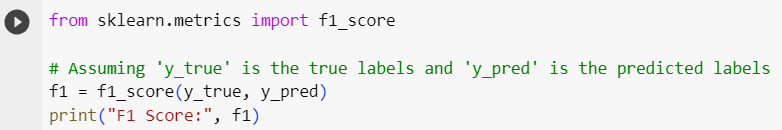 from sklearn.metrics import f1_score
# Assuming 'y_true' is the true labels and 'y_pred' is the predicted labels
f1 = f1_score(y_true, y_pred)
print("F1 Score:", f1)